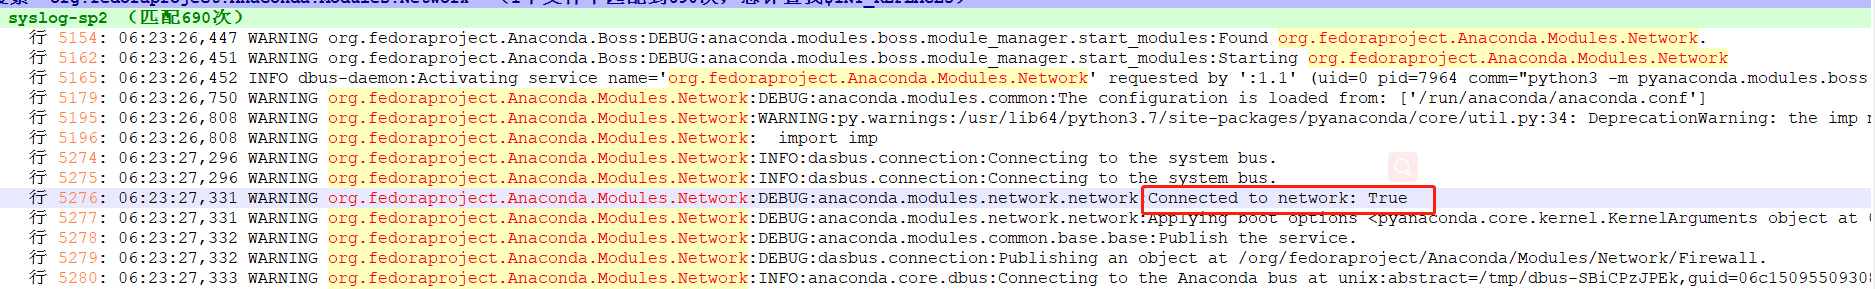 syslog-sp2 (匹配690次)
行 5154: 06:23:26,447 WARNING org.fedoraproject.Anaconda.Boss:DEBUG:anaconda.modules.boss.module_manager.start_modules:Found org.fedoraproject.Anaconda.Modules.Network.
行 5162: 06:23:26,451 WARNING org.fedoraproject.Anaconda.Boss:DEBUG:anaconda.modules.boss.module_manager.start_modules:Starting org.fedoraproject.Anaconda.Modules.Network
行 5165: 06:23:26,452 INFO dbus-daemon:Activating service name='org.fedoraproject.Anaconda.Modules.Network' requested by ':1.1' (uid=0 pid=7964 comm="python3 -m pyanaconda.modules.boss
行 5179: 06:23:26,750 WARNING org.fedoraproject.Anaconda.Modules.Network:DEBUG:anaconda.modules.common:The configuration is loaded from: ['/run/anaconda/anaconda.conf']
行 5195: 06:23:26,808 WARNING org.fedoraproject.Anaconda.Modules.Network:WARNING:py.warnings:/usr/lib64/python3.7/site-packages/pyanaconda/core/util.py:34: DeprecationWarning: the imp
行 5196: 06:23:26,808 WARNING org.fedoraproject.Anaconda.Modules.Network:  import imp
行 5274: 06:23:27,296 WARNING org.fedoraproject.Anaconda.Modules.Network:INFO:dasbus.connection:Connecting to the system bus.
行 5275: 06:23:27,296 WARNING org.fedoraproject.Anaconda.Modules.Network:INFO:dasbus.connection:Connecting to the system bus.
行 5276: 06:23:27,331 WARNING org.fedoraproject.Anaconda.Modules.Network:DEBUG:anaconda.modules.network.network:Connected to network: True
行 5277: 06:23:27,331 WARNING org.fedoraproject.Anaconda.Modules.Network:DEBUG:anaconda.modules.network.network:Applying boot options <pyanaconda.core.kernel.KernelArguments object at
行 5278: 06:23:27,332 WARNING org.fedoraproject.Anaconda.Modules.Network:DEBUG:anaconda.modules.common.base.base:Publish the service.
行 5279: 06:23:27,332 WARNING org.fedoraproject.Anaconda.Modules.Network:DEBUG:dasbus.connection:Publishing an object at /org/fedoraproject/Anaconda/Modules/Network/Firewall.
行 5280: 06:23:27,333 WARNING org.fedoraproject.Anaconda.Modules.Network:INFO:anaconda.core.dbus:Connecting to the Anaconda bus at unix:abstract=/tmp/dbus-SBiCPzJPEk,guid=06c150955093